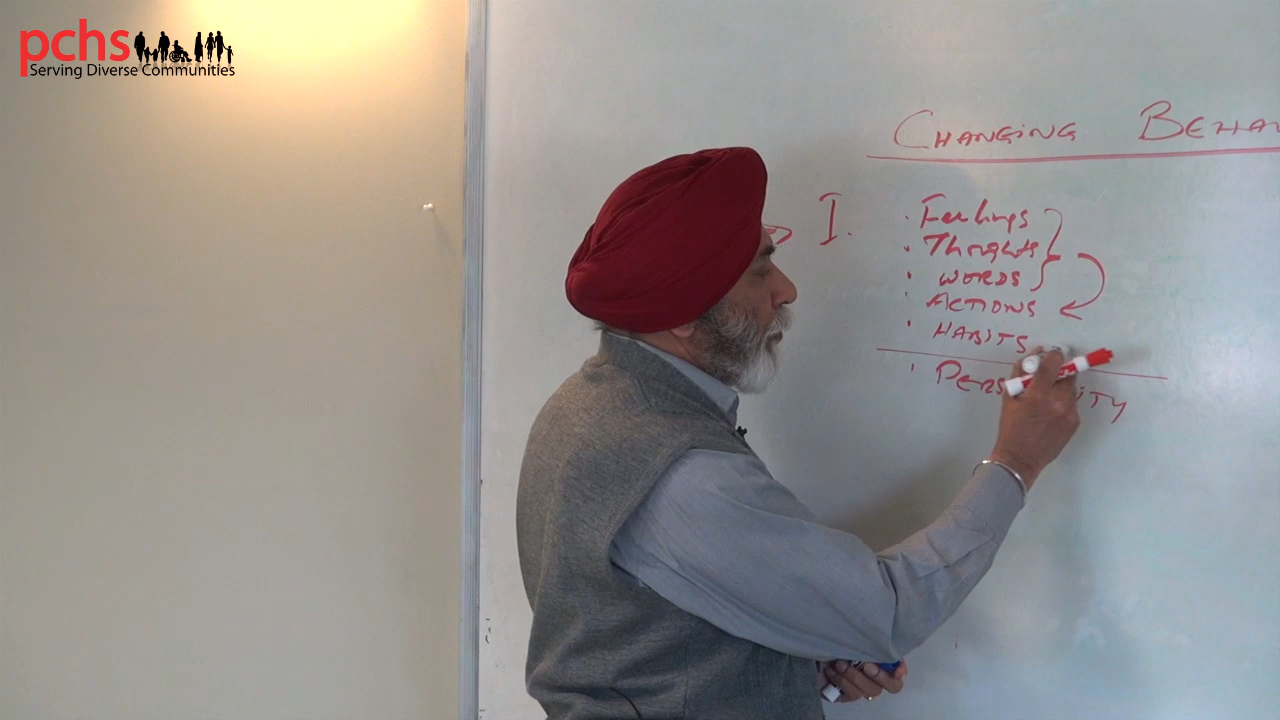 pchs
Serving Diverse Communities
CHANGING BEHA
I.
· Feelings
· Thoughts
· WORDS
· ACTIONS
· HABITS
·